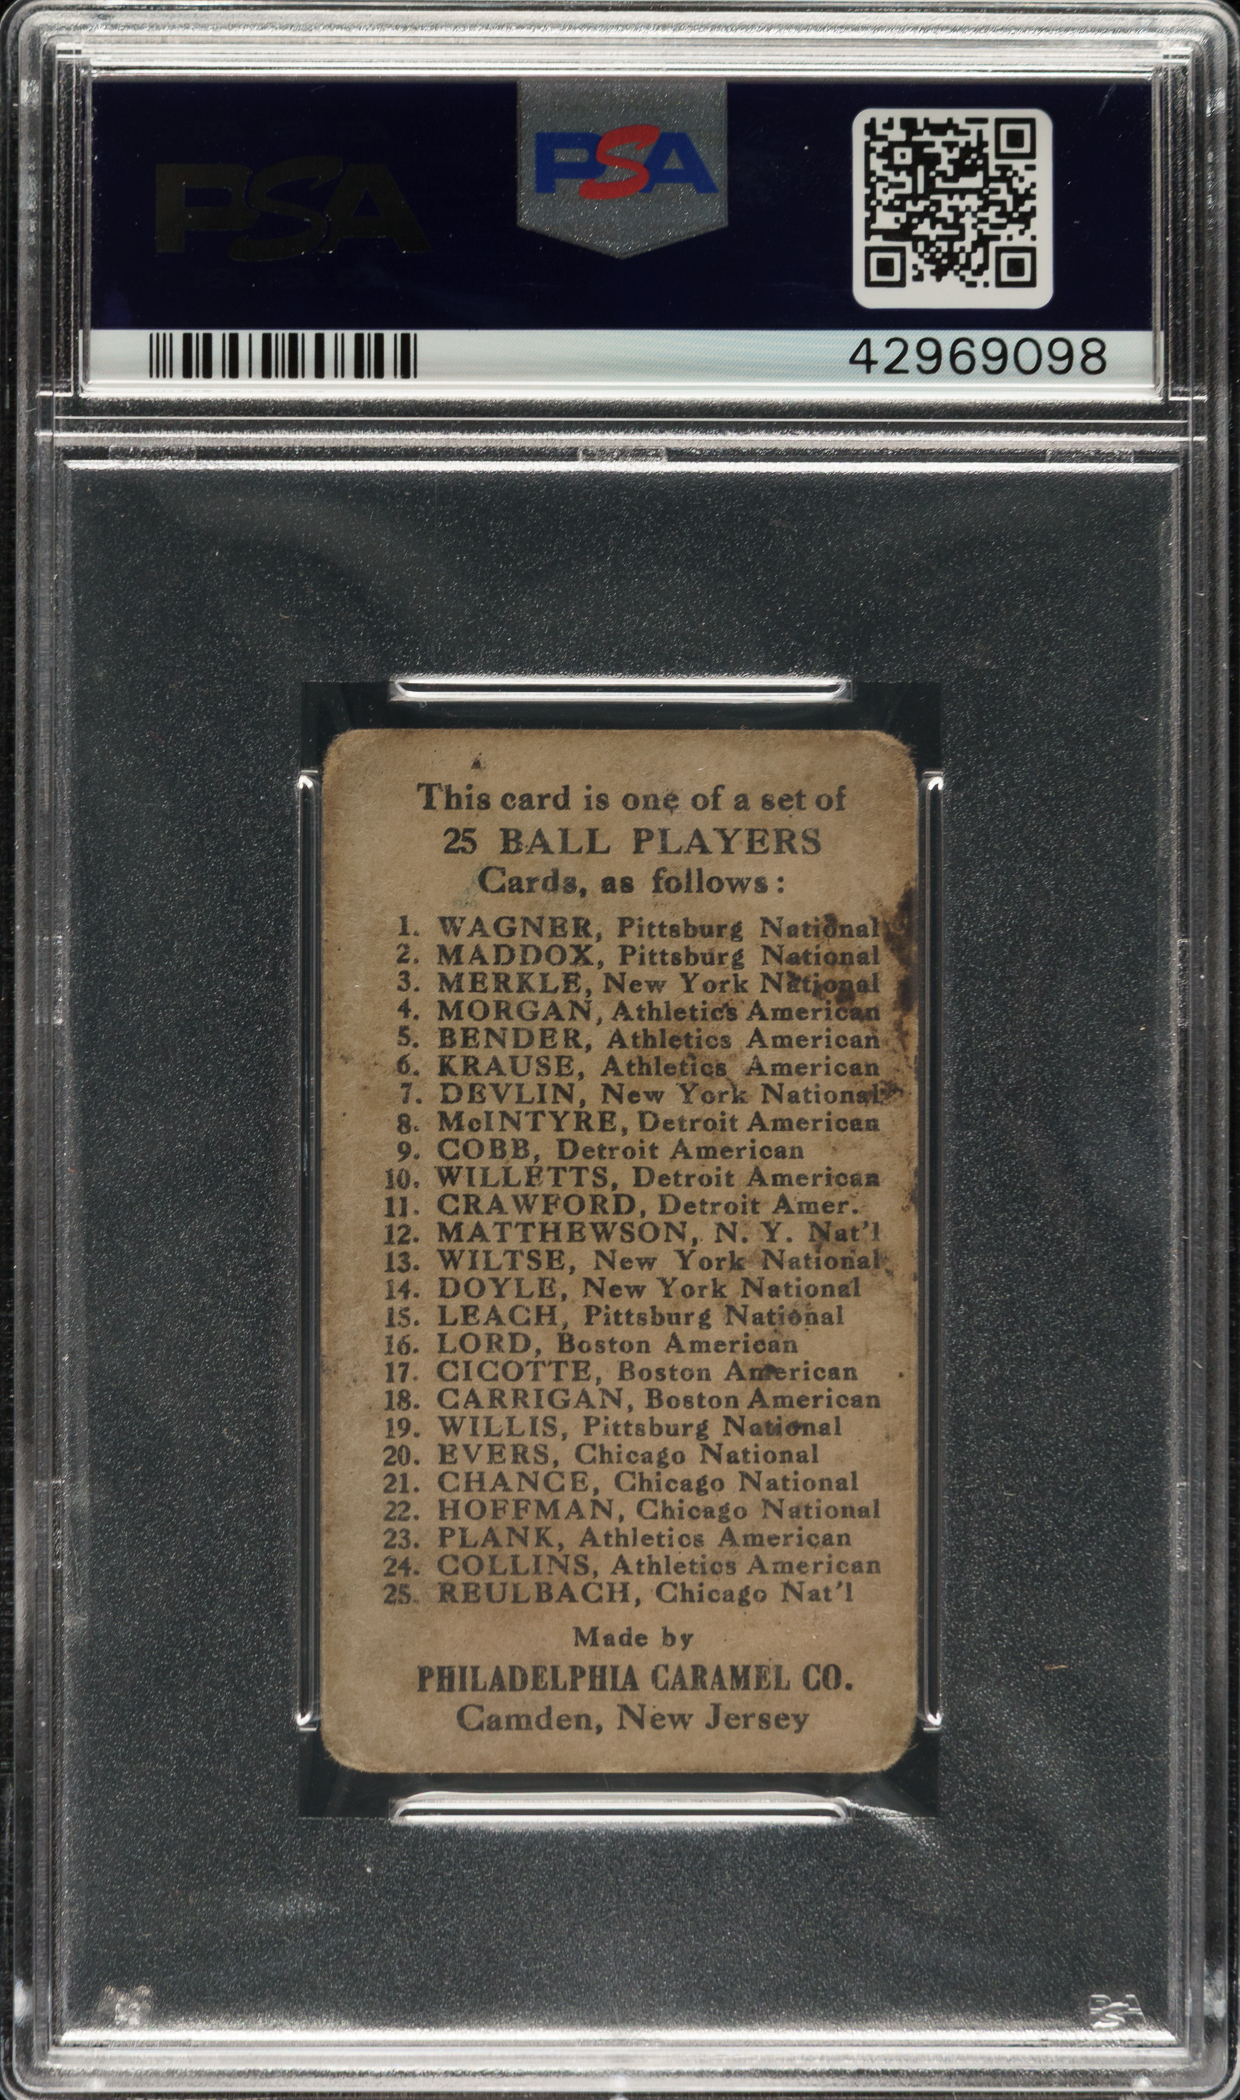 PSA
PSA
42969098
This card is one of a set of
25 BALL PLAYERS
Cards, as follows:
1. WAGNER, Pittsburg National
2. MADDOX, Pittsburg National
3. MERKLE, New York National
4. MORGAN, Athletics American
5. BENDER, Athletics American
6. KRAUSE, Athletics American
7. DEVLIN, New York National
8. McINTYRE, Detroit American
9. COBB, Detroit American
10. WILLETTS, Detroit American
11. CRAWFORD, Detroit Amer.
12. MATTHEWSON, N. Y. Nat'l
13. WILTSE, New York National
14. DOYLE, New York National
15. LEACH, Pittsburg National
16. LORD, Boston American
17. CICOTTE, Boston American
18. CARRIGAN, Boston American
19. WILLIS, Pittsburg National
20. EVERS, Chicago National
21. CHANCE, Chicago National
22. HOFFMAN, Chicago National
23. PLANK, Athletics American
24. COLLINS, Athletics American
25. REULBACH, Chicago Nat'l
Made by
PHILADELPHIA CARAMEL CO.
Camden, New Jersey
PSA